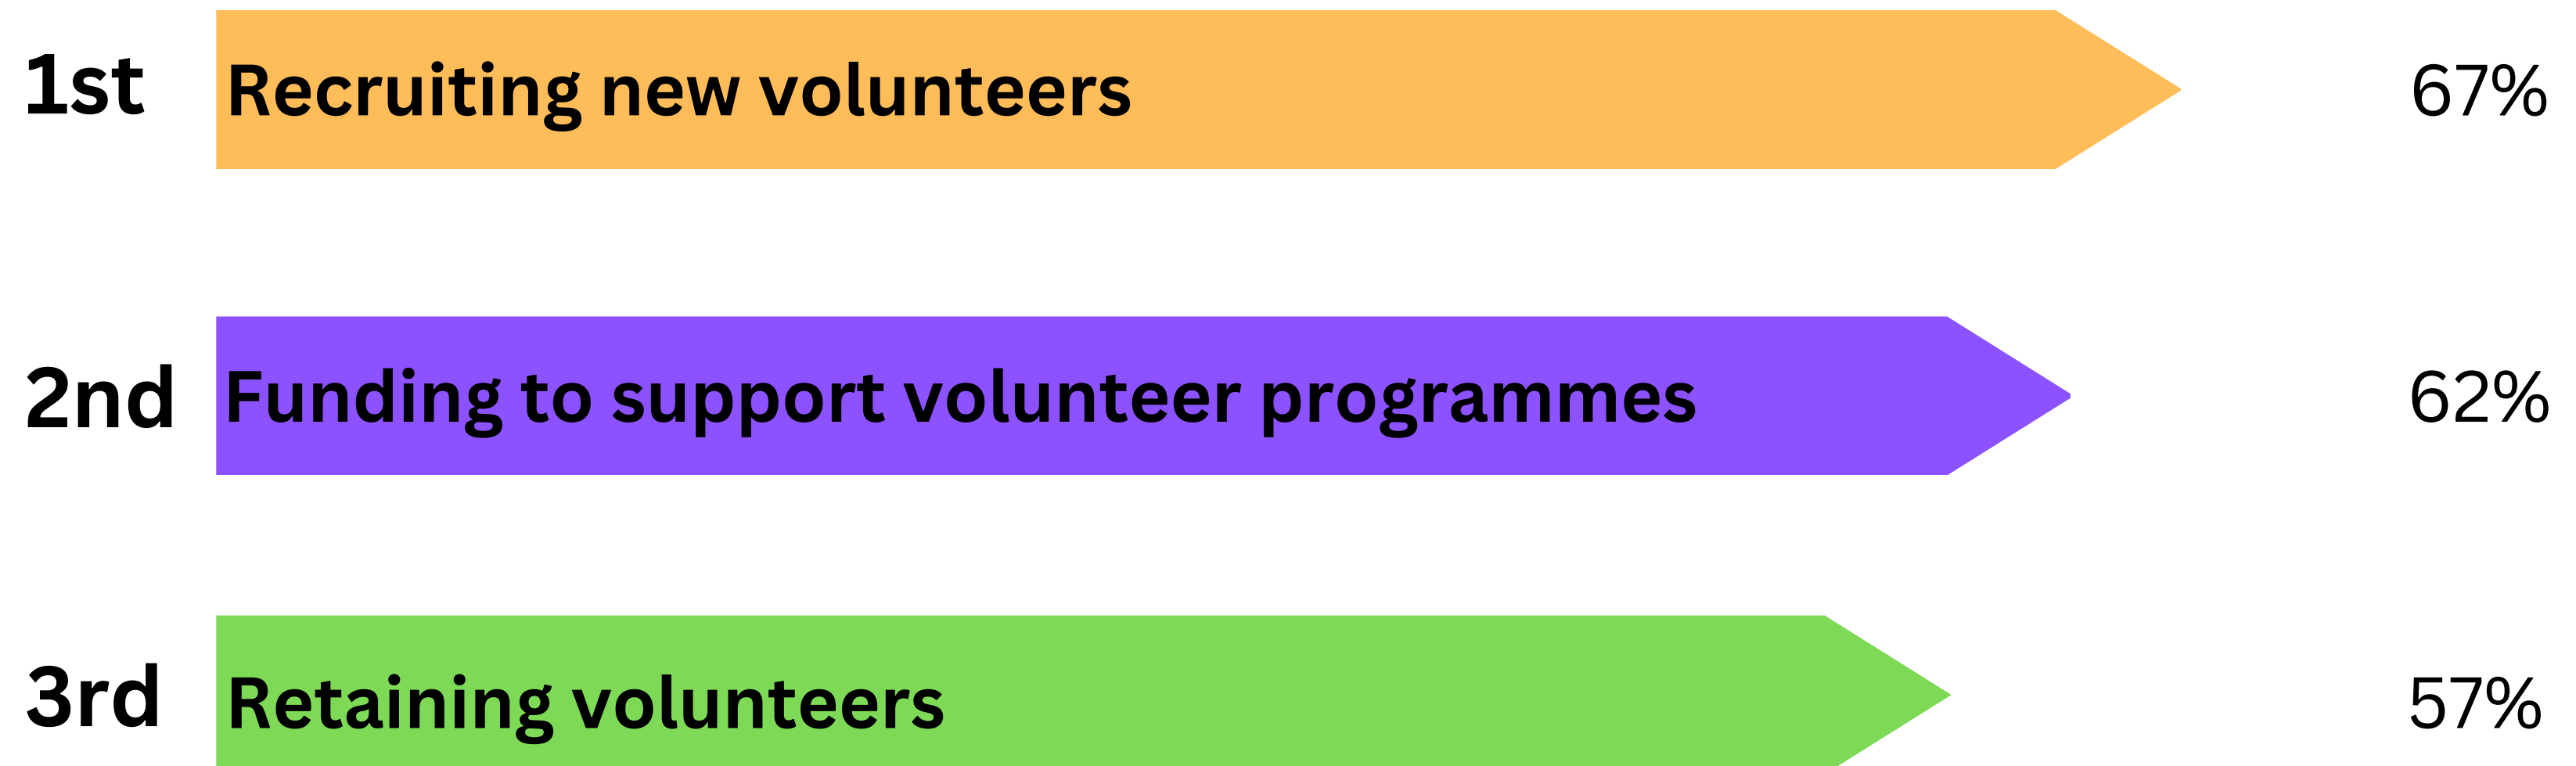 1st Recruiting new volunteers 67%
2nd Funding to support volunteer programmes 62%
3rd Retaining volunteers 57%